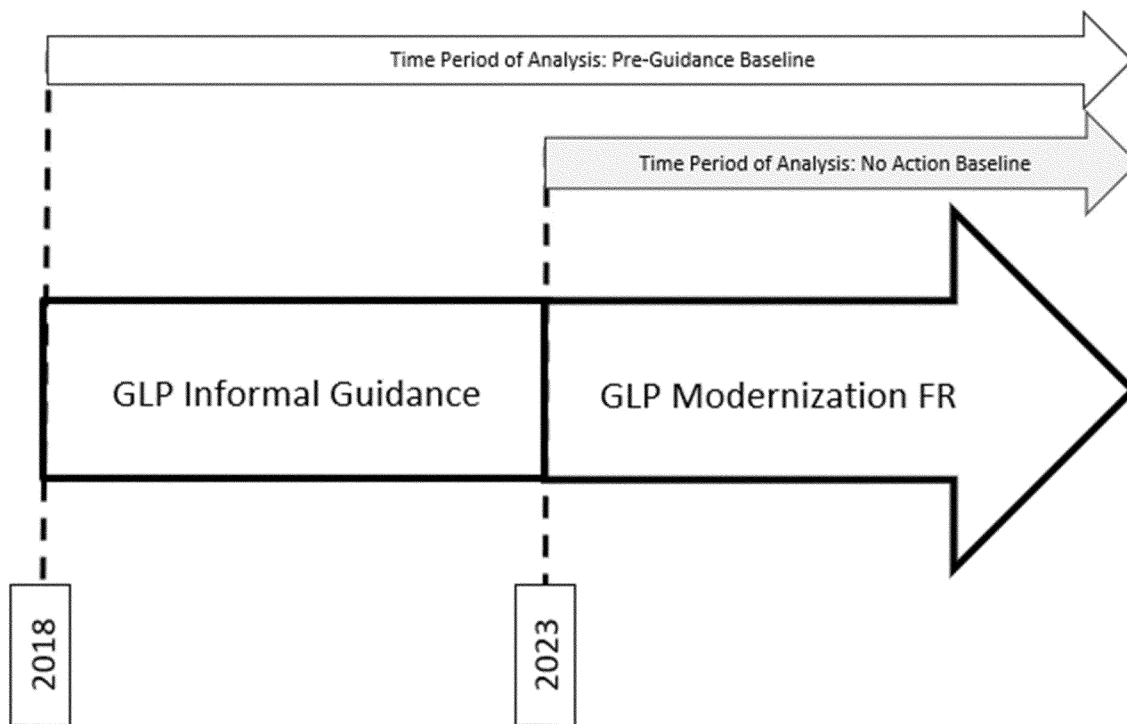 Time Period of Analysis: Pre-Guidance Baseline
Time Period of Analysis: No Action Baseline
GLP Informal Guidance
GLP Modernization FR
2018
2023